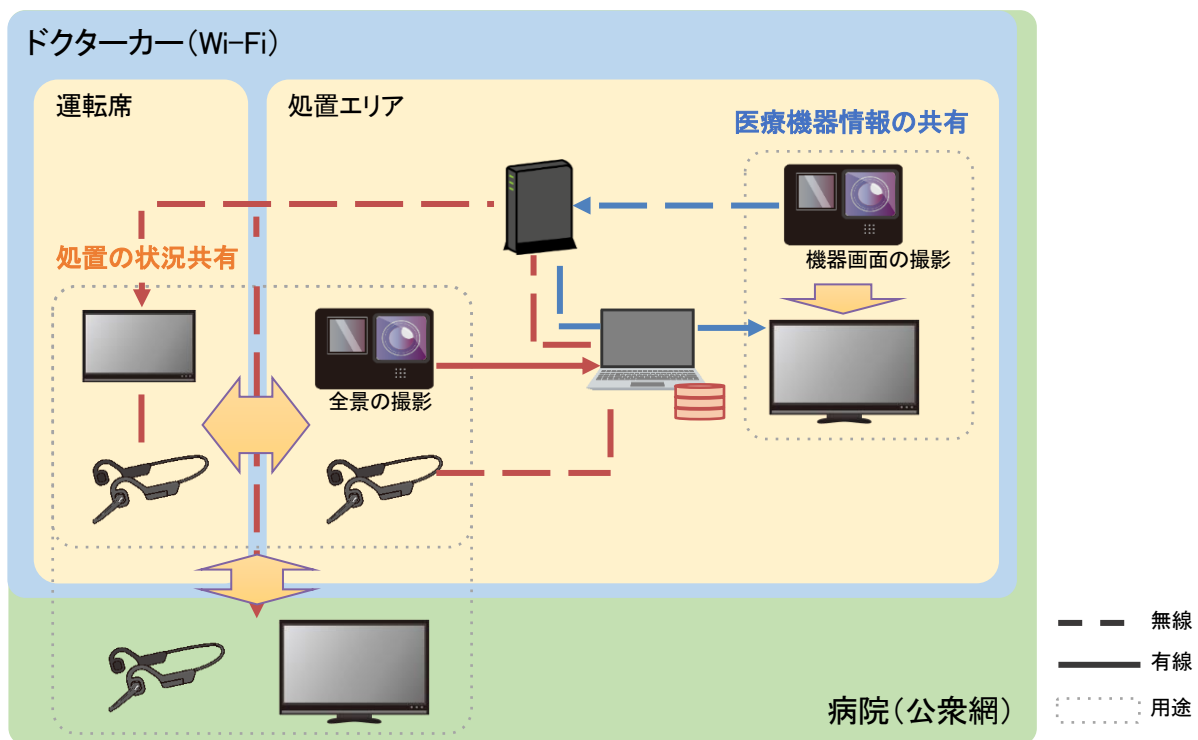 ドクターカー(Wi-Fi)
運転席
処置エリア
医療機器情報の共有
機器画面の撮影
処置の状況共有
全景の撮影
病院(公衆網)
無線
有線
用途